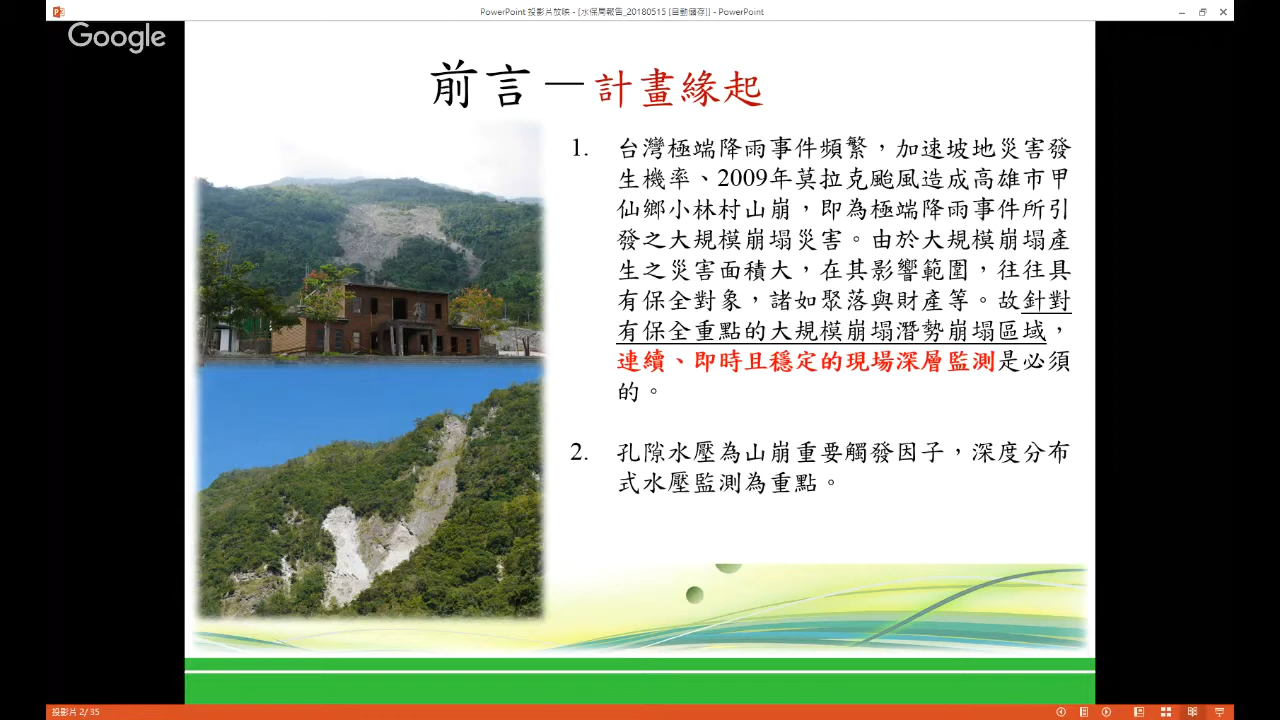 PowerPoint 投影片放映 - [水保局報告_20180515 [自動儲存]] - PowerPoint
Google
前言－計畫緣起
1. 台灣極端降雨事件頻繁，加速坡地災害發
生機率、2009年莫拉克颱風造成高雄市甲
仙鄉小林村山崩，即為極端降雨事件所引
發之大規模崩塌災害。由於大規模崩塌產
生之災害面積大，在其影響範圍，往往具
有保全對象，諸如聚落與財產等。故針對
有保全重點的大規模崩塌潛勢崩塌區域，
連續、即時且穩定的現場深層監測是必須
的。
2. 孔隙水壓為山崩重要觸發因子，深度分布
式水壓監測為重點。
投影片 2/ 35